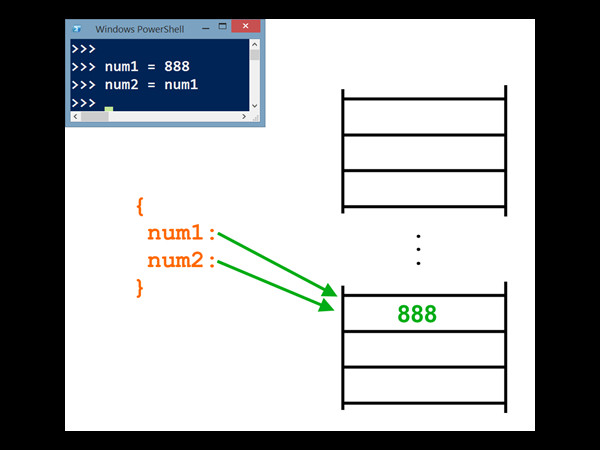 Windows PowerShell
>>>
>>> num1 = 888
>>> num2 = num1
>>>
{
num1:
num2:
}
888